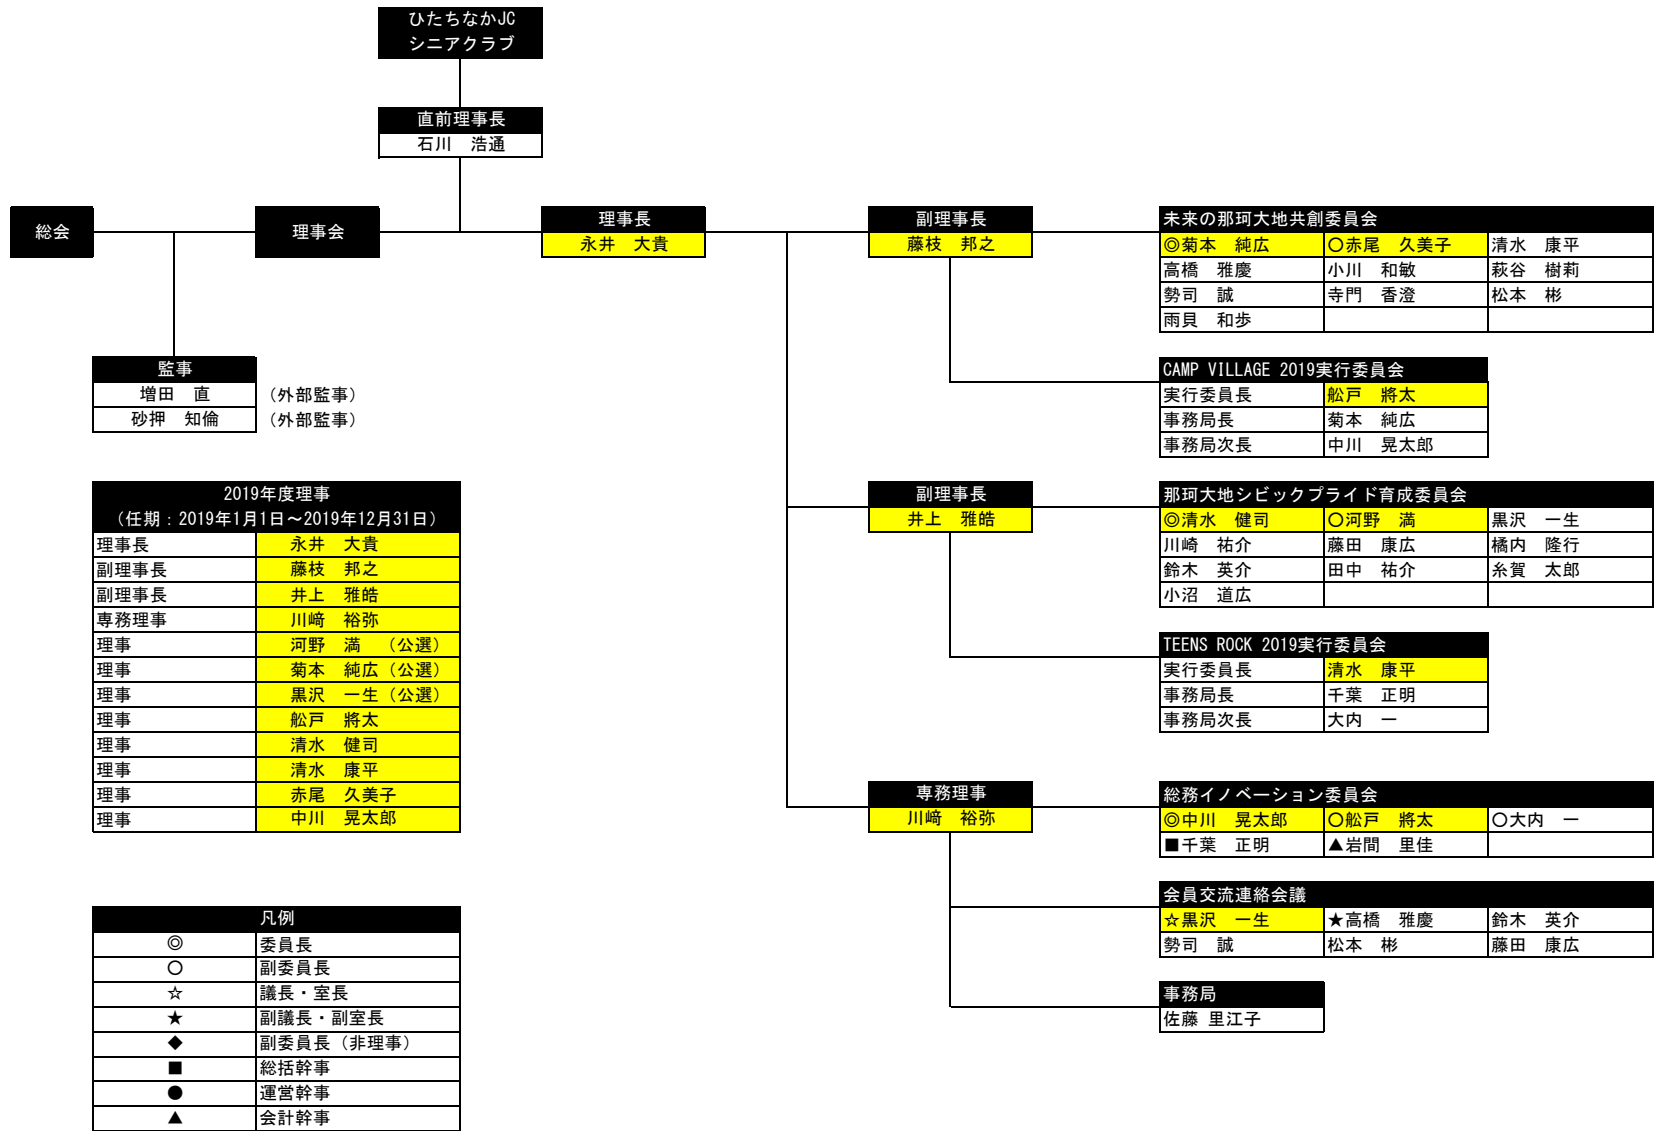 ひたちなかJC
シニアクラブ
直前理事長
石川　浩通
総会
理事会
理事長
永井　大貴
副理事長
藤枝　邦之
未来の那珂大地共創委員会
◎菊本　純広 ○赤尾　久美子 清水　康平
高橋　雅慶 小川　和敏 萩谷　樹莉
勢司　誠 寺門　香澄 松本　彬
雨貝　和歩
監事
増田　直 （外部監事）
砂押　知倫 （外部監事）
CAMP VILLAGE 2019実行委員会
実行委員長 舩戸　將太
事務局長 菊本　純広
事務局次長 中川　晃太郎
2019年度理事
（任期：2019年1月1日～2019年12月31日）
理事長 永井　大貴
副理事長 藤枝　邦之
副理事長 井上　雅皓
専務理事 川﨑　裕弥
理事 河野　満　（公選）
理事 菊本　純広（公選）
理事 黒沢　一生（公選）
理事 舩戸　將太
理事 清水　健司
理事 清水　康平
理事 赤尾　久美子
理事 中川　晃太郎
副理事長
井上　雅皓
那珂大地シビックプライド育成委員会
◎清水　健司 ○河野　満 黒沢　一生
川崎　祐介 藤田　康広 橘内　隆行
鈴木　英介 田中　祐介 糸賀　太郎
小沼　道広
TEENS ROCK 2019実行委員会
実行委員長 清水　康平
事務局長 千葉　正明
事務局次長 大内　一
専務理事
川﨑　裕弥
総務イノベーション委員会
◎中川　晃太郎 ○舩戸　將太 ○大内　一
■千葉　正明 ▲岩間　里佳
会員交流連絡会議
☆黒沢　一生 ★高橋　雅慶 鈴木　英介
勢司　誠 松本　彬 藤田　康広
事務局
佐藤 里江子
凡例
◎ 委員長
○ 副委員長
☆ 議長・室長
★ 副議長・副室長
◆ 副委員長（非理事）
■ 総括幹事
● 運営幹事
▲ 会計幹事